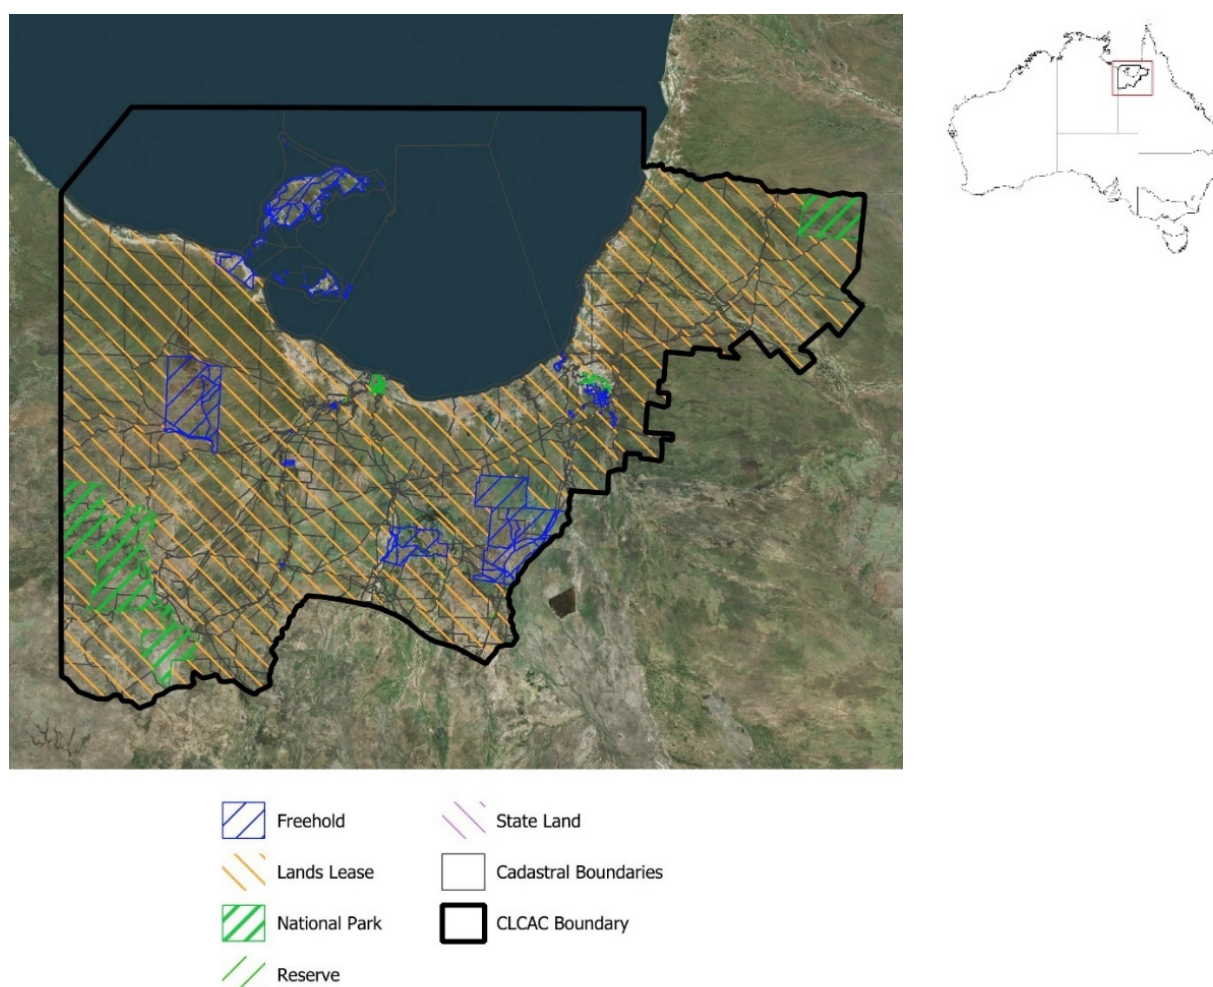 Freehold
State Land
Lands Lease
Cadastral Boundaries
National Park
CLCAC Boundary
Reserve